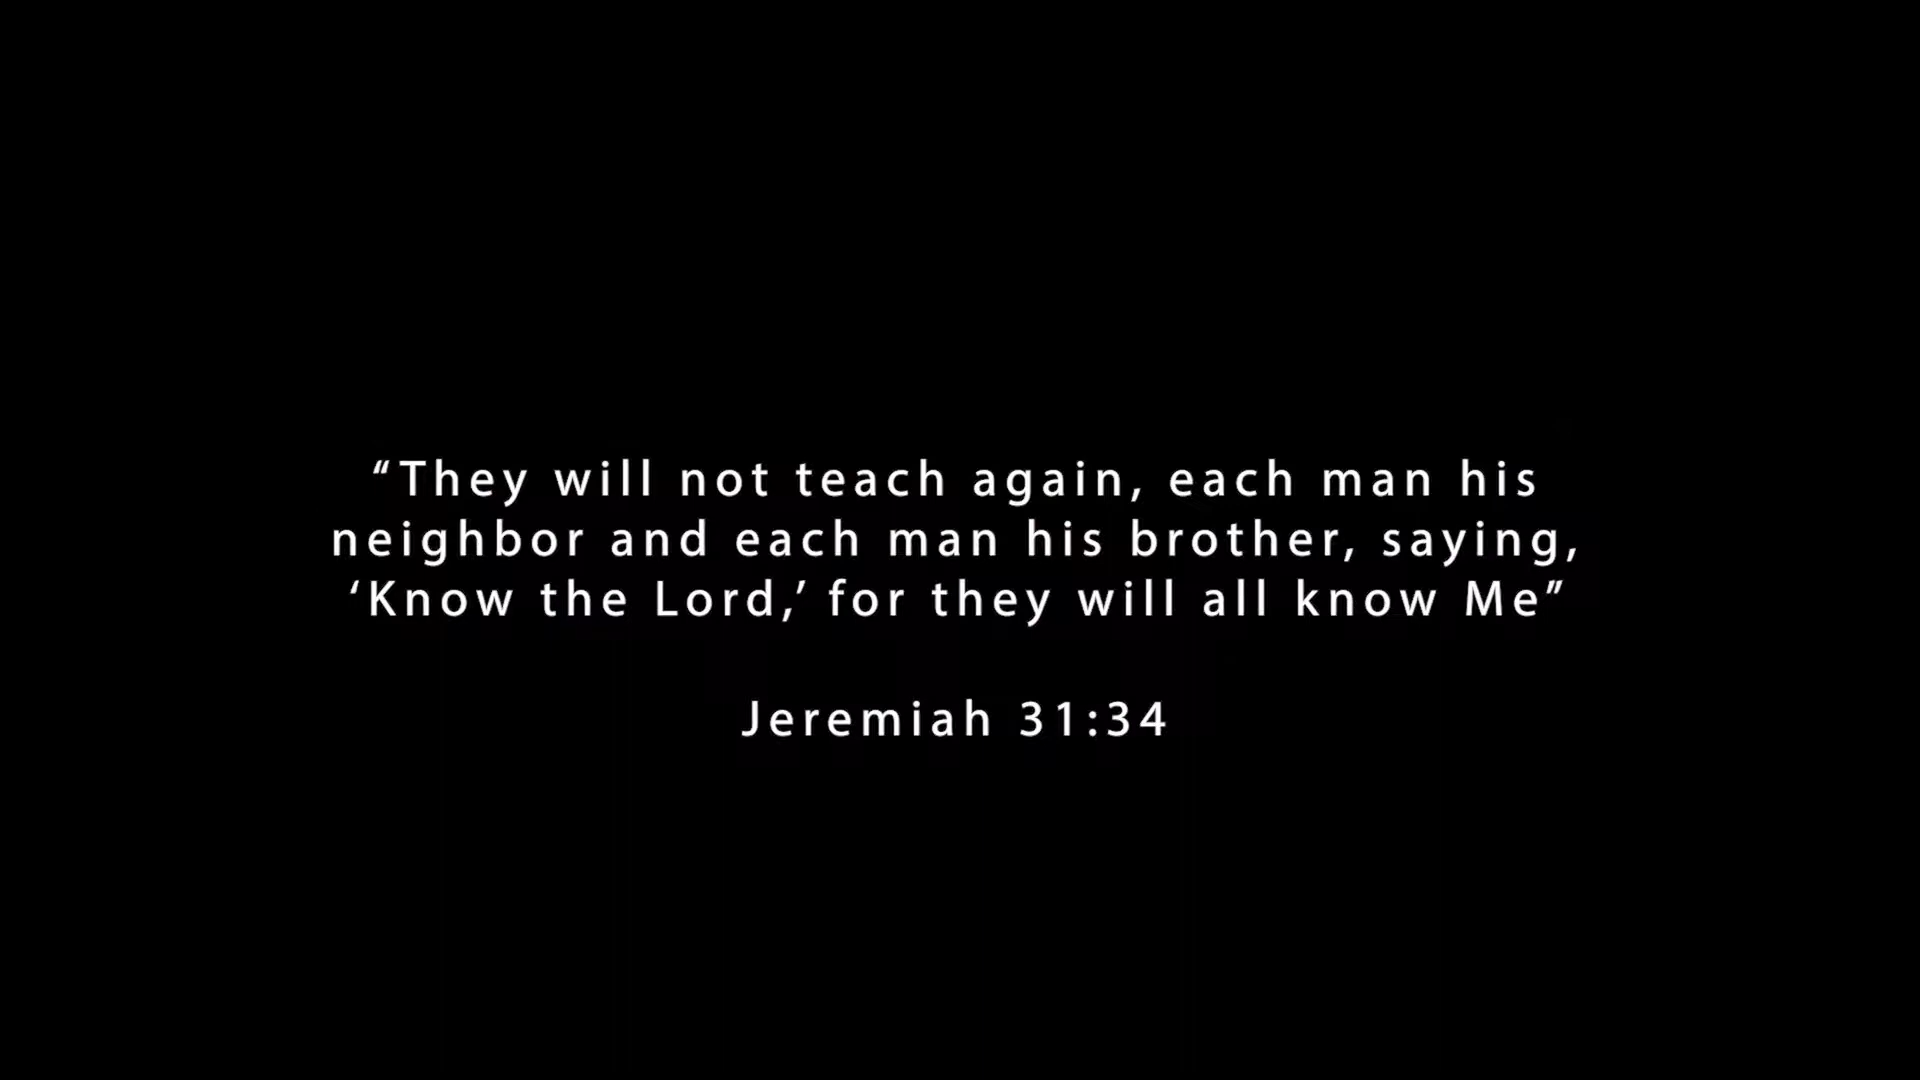 “They will not teach again, each man his
neighbor and each man his brother, saying,
‘Know the Lord,’ for they will all know Me”
Jeremiah 31:34